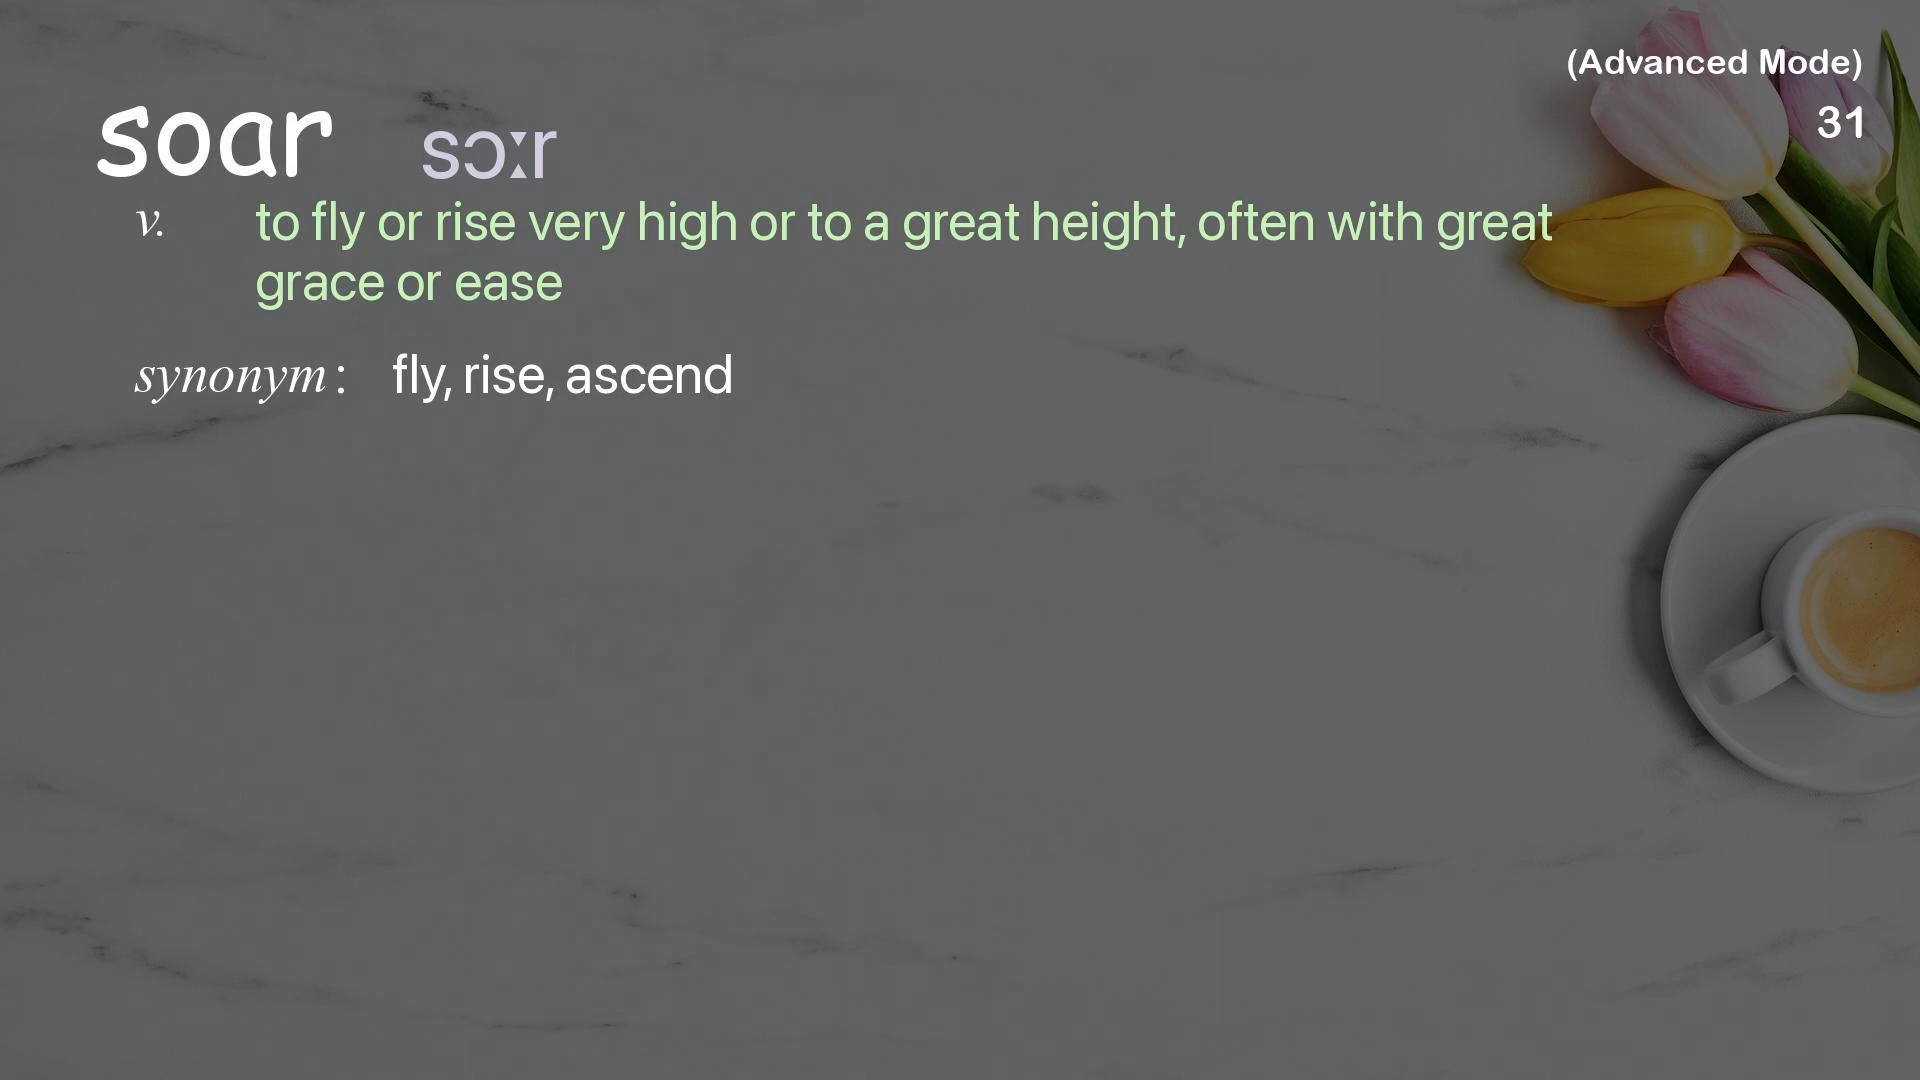 (Advanced Mode)
31
soar sɔːr
v. to fly or rise very high or to a great height, often with great
grace or ease
synonym : fly, rise, ascend